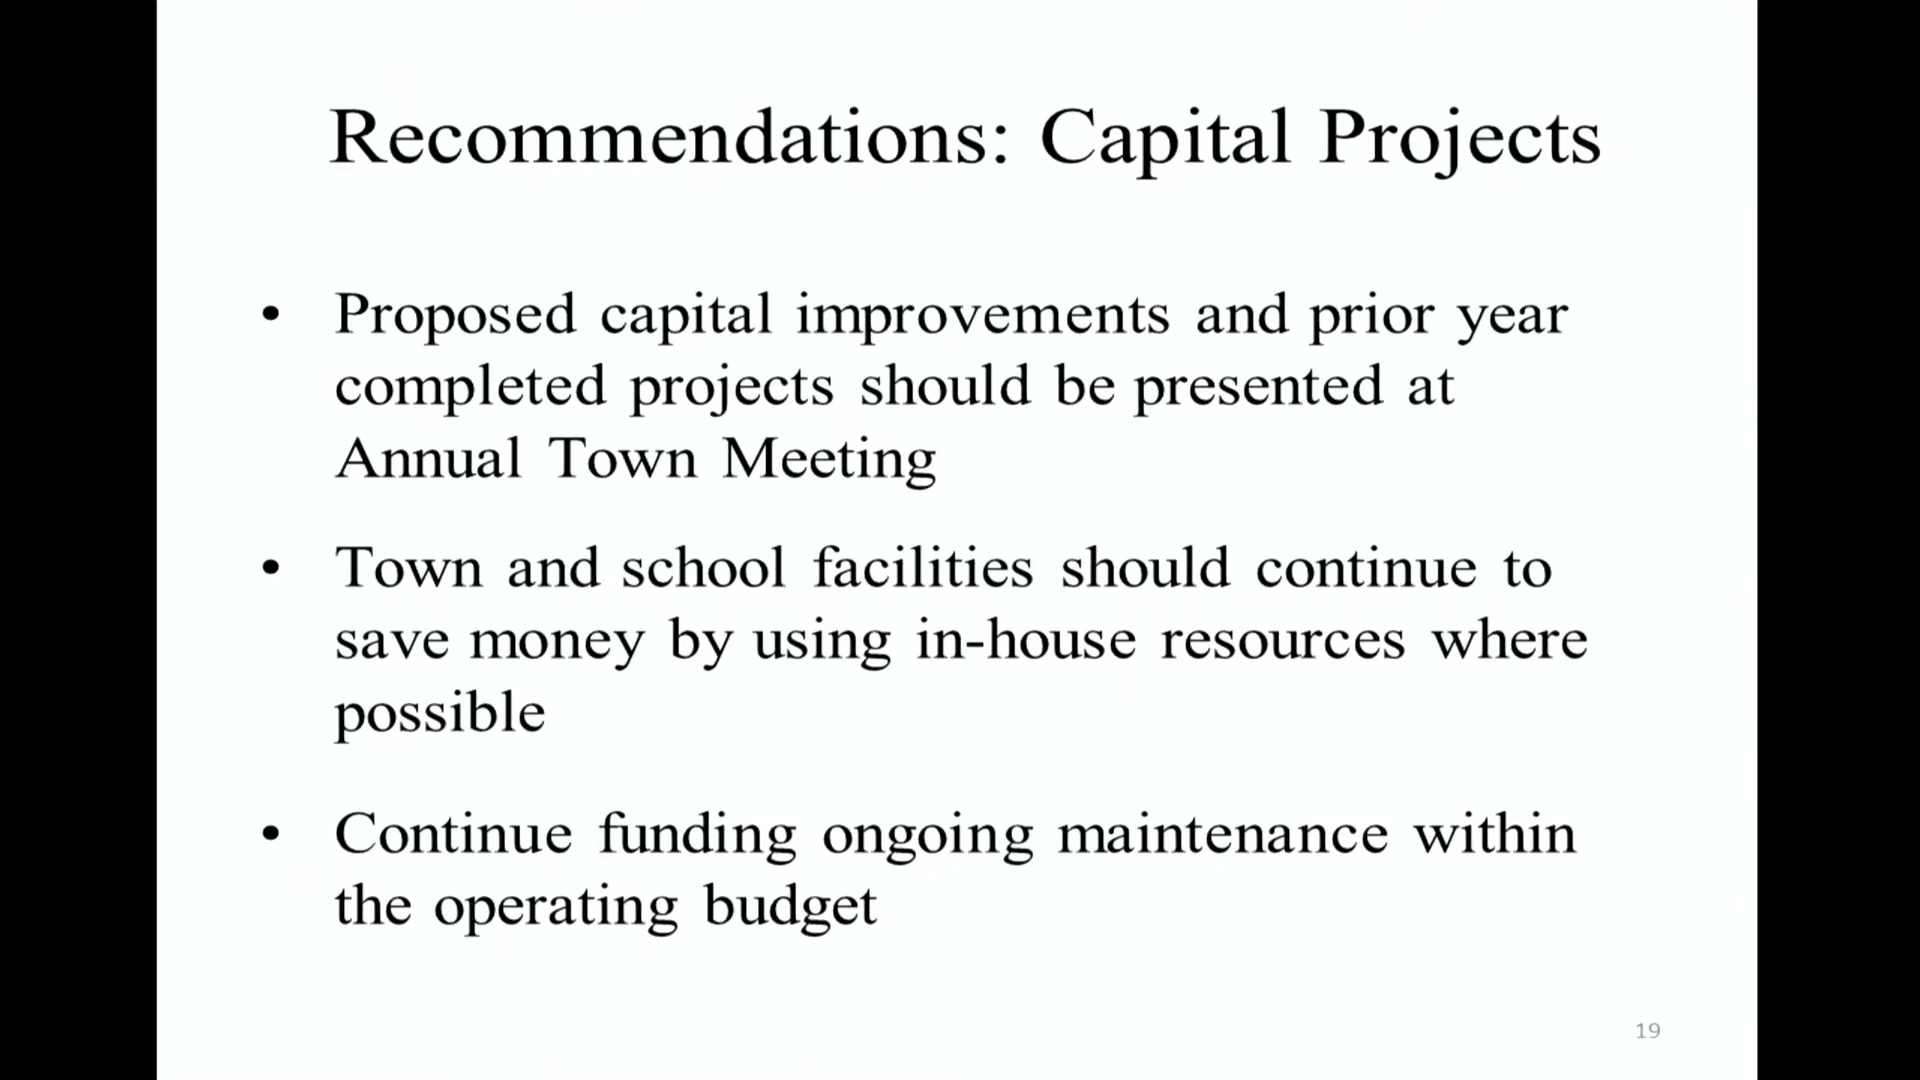 Recommendations: Capital Projects
• Proposed capital improvements and prior year
completed projects should be presented at
Annual Town Meeting
• Town and school facilities should continue to
save money by using in-house resources where
possible
• Continue funding ongoing maintenance within
the operating budget
19